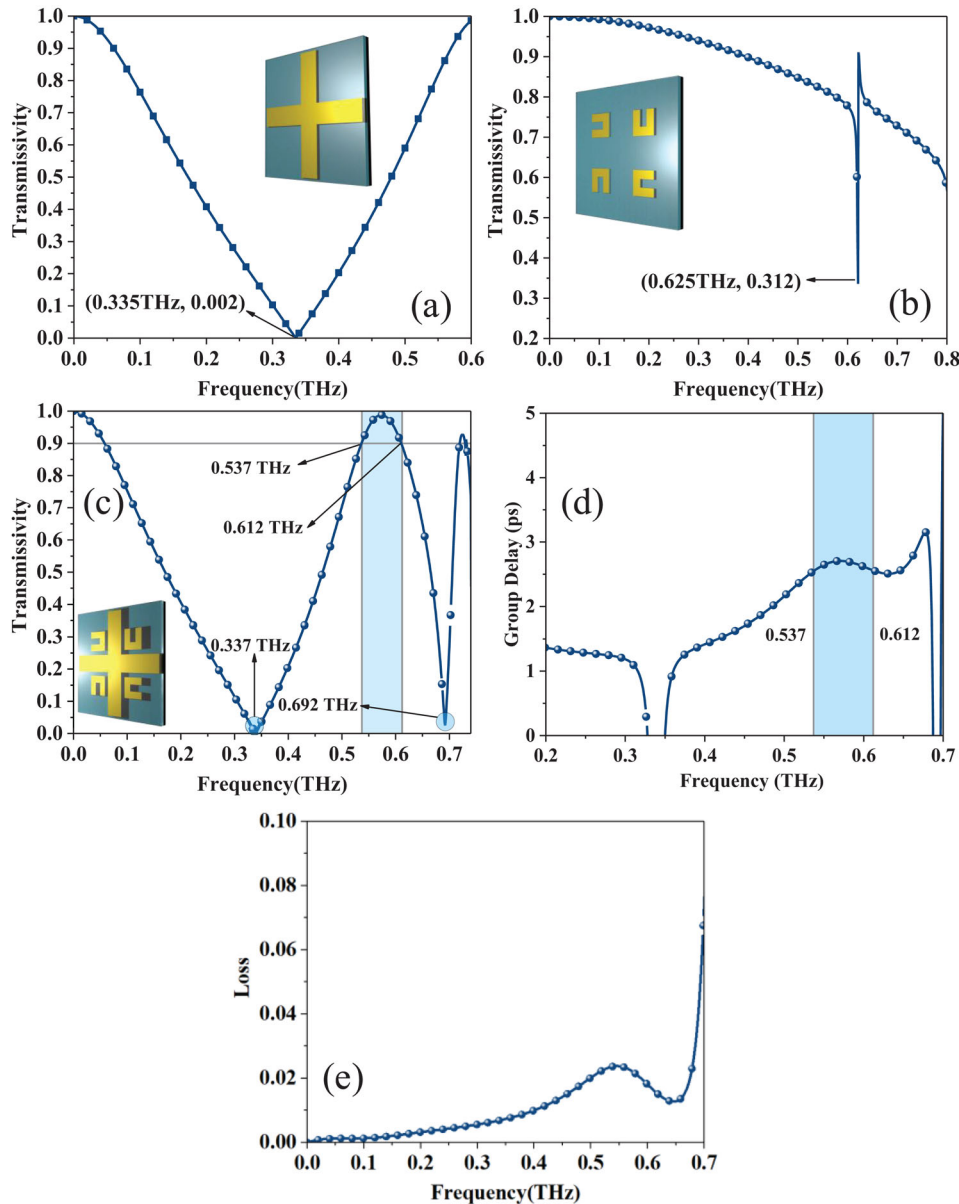 1.0
0.9
0.8
0.7
0.6
0.5
0.4
0.3
0.2
0.1
0.0
Transmissivity
(0.335THz, 0.002)
(a)
0.0 0.1 0.2 0.3 0.4 0.5 0.6
Frequency(THz)
1.0
0.9
0.8
0.7
0.6
0.5
0.4
0.3
0.2
Transmissivity
(0.625THz, 0.312)
(b)
0.0 0.1 0.2 0.3 0.4 0.5 0.6 0.7 0.8
Frequency(THz)
1.0
0.9
0.8
0.7
0.6
0.5
0.4
0.3
0.2
0.1
0.0
Transmissivity
(c)
0.537 THz
0.612 THz
0.337 THz
0.692 THz
0.0 0.1 0.2 0.3 0.4 0.5 0.6 0.7
Frequency(THz)
5
4
3
2
1
0
Group Delay (ps)
(d)
0.537
0.612
0.2 0.3 0.4 0.5 0.6 0.7
Frequency (THz)
0.10
0.08
0.06
0.04
0.02
0.00
Loss
(e)
0.0 0.1 0.2 0.3 0.4 0.5 0.6 0.7
Frequency(THz)